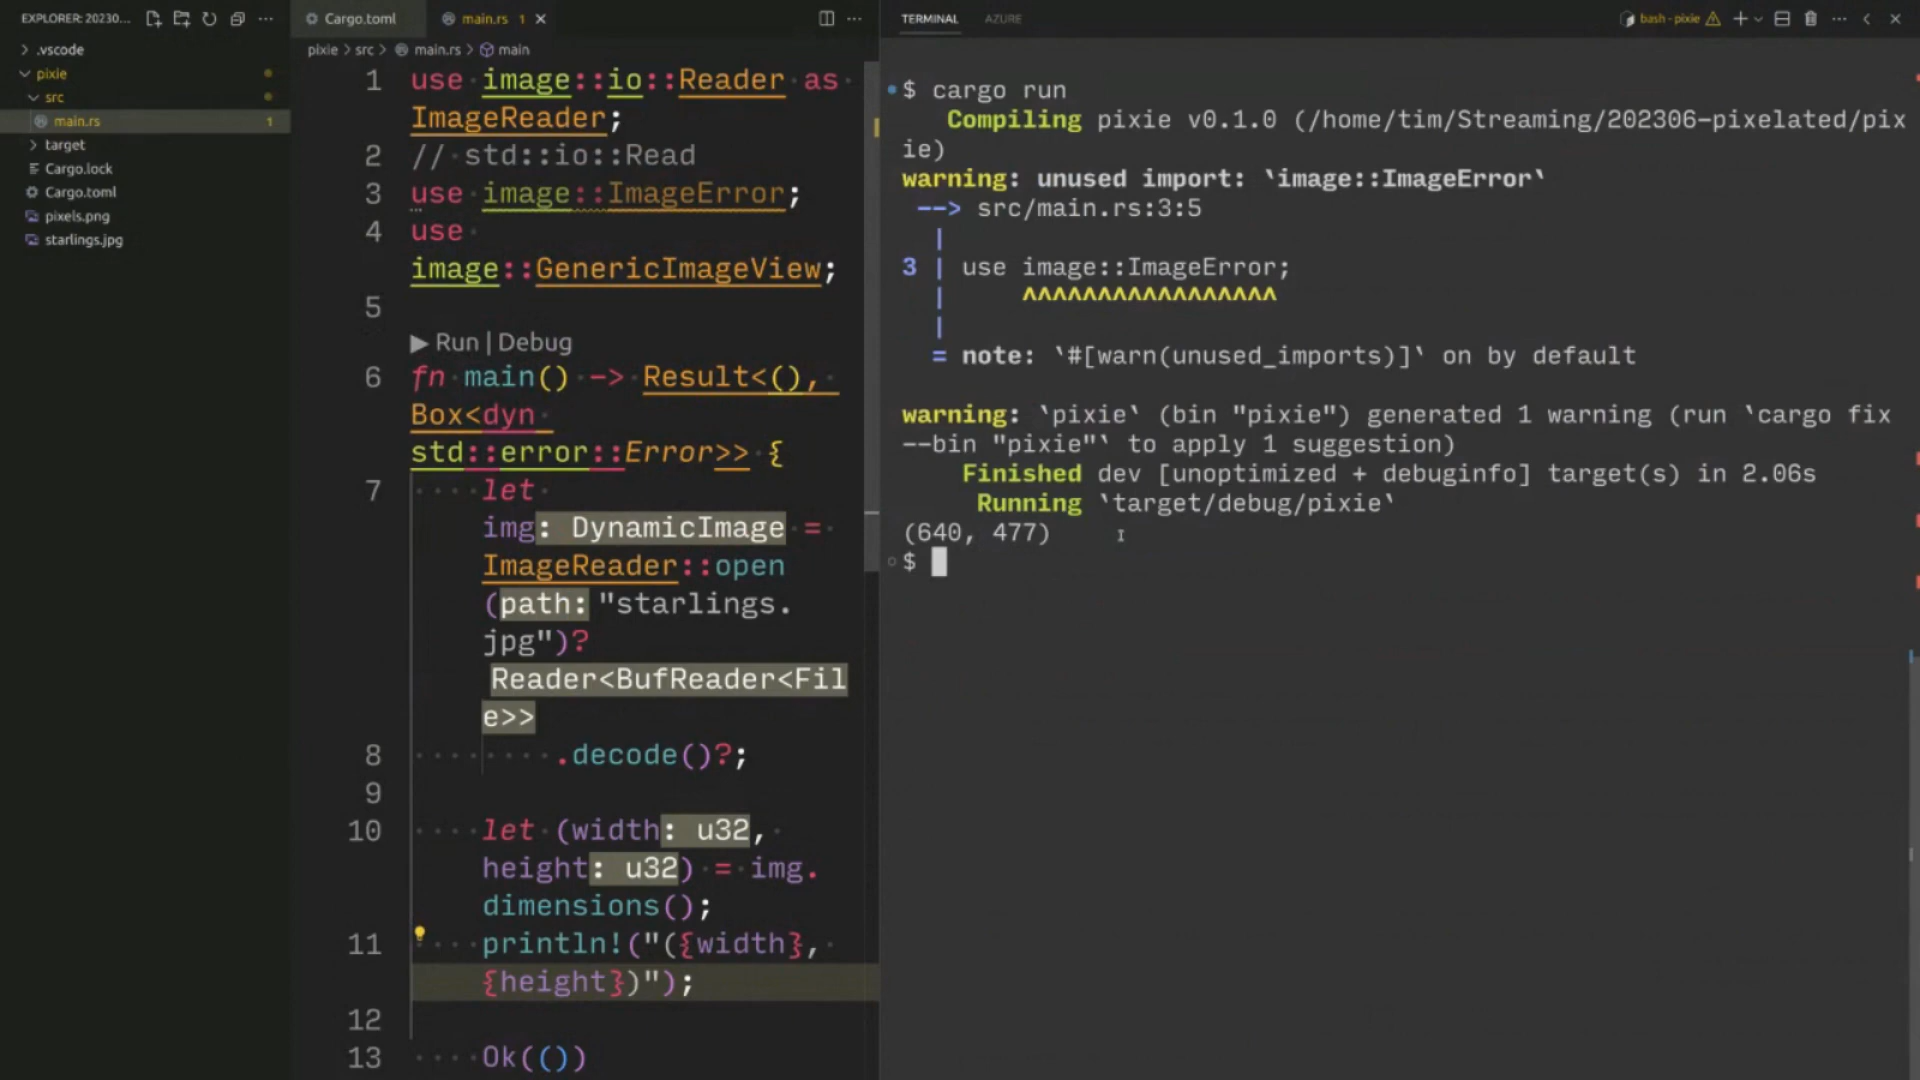 EXPLORER: 20230...
.vscode
pixie
src
main.rs 1
target
Cargo.lock
Cargo.toml
pixels.png
starlings.jpg
Cargo.toml
main.rs 1
pixie > src > main.rs > main
1 use image::io::Reader as
ImageReader;
2 // std::io::Read
3 use image::ImageError;
4 use
image::GenericImageView;
5
Run | Debug
6 fn main() -> Result<(),
Box<dyn
std::error::Error>> {
7 let
img: DynamicImage =
ImageReader::open
(path: "starlings.
jpg")?
Reader<BufReader<Fil
e>>
8 .decode()?;
9
10 let (width: u32,
height: u32) = img.
dimensions();
11 println!("({width},
{height})");
12
13 Ok(())
TERMINAL AZURE
bash - pixie
$ cargo run
Compiling pixie v0.1.0 (/home/tim/Streaming/202306-pixelated/pix
ie)
warning: unused import: `image::ImageError`
--> src/main.rs:3:5
|
3 | use image::ImageError;
| ^^^^^^^^^^^^^^^^^
|
= note: `#[warn(unused_imports)]` on by default
warning: `pixie` (bin "pixie") generated 1 warning (run `cargo fix
--bin "pixie"` to apply 1 suggestion)
Finished dev [unoptimized + debuginfo] target(s) in 2.06s
Running `target/debug/pixie`
(640, 477)
$